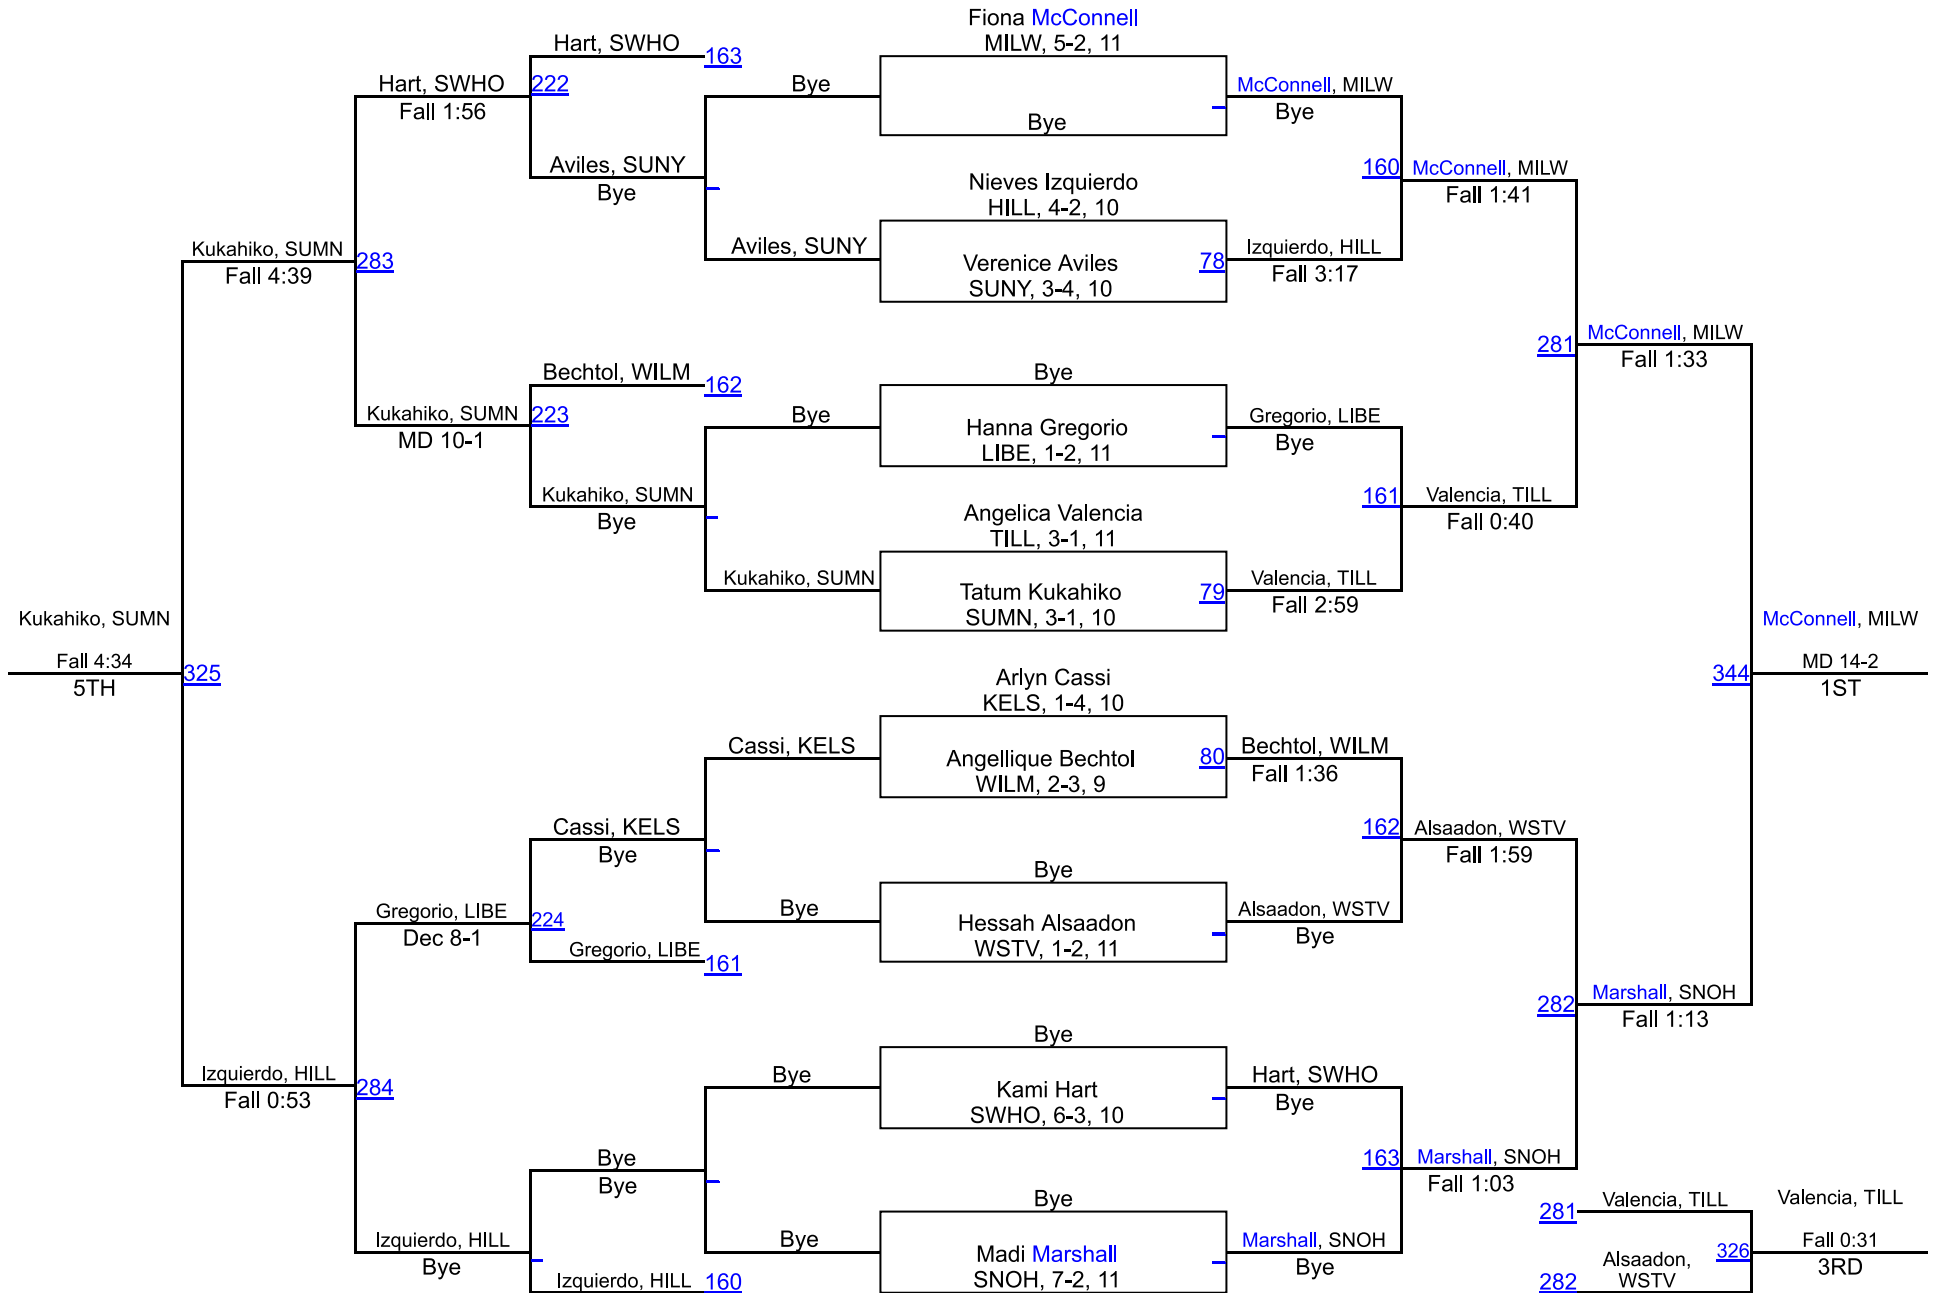 Fiona McConnell
MILW, 5-2, 11
Hart, SWHO
163
Hart, SWHO
222
Fall 1:56
Bye
McConnell, MILW
Bye
Bye
Aviles, SUNY
Bye
160
McConnell, MILW
Fall 1:41
Nieves Izquierdo
HILL, 4-2, 10
Kukahiko, SUMN
Fall 4:39
283
Aviles, SUNY
Verenice Aviles
SUNY, 3-4, 10
78
Izquierdo, HILL
Fall 3:17
281
McConnell, MILW
Fall 1:33
Bechtol, WILM
162
Bye
Kukahiko, SUMN
MD 10-1
223
Bye
Hanna Gregorio
LIBE, 1-2, 11
Gregorio, LIBE
Bye
Kukahiko, SUMN
Bye
161
Valencia, TILL
Fall 0:40
Angelica Valencia
TILL, 3-1, 11
Kukahiko, SUMN
Tatum Kukahiko
SUMN, 3-1, 10
79
Valencia, TILL
Fall 2:59
Kukahiko, SUMN
Fall 4:34
5TH
325
McConnell, MILW
344
MD 14-2
1ST
Arlyn Cassi
KELS, 1-4, 10
Cassi, KELS
Angellique Bechtol
WILM, 2-3, 9
80
Bechtol, WILM
Fall 1:36
Cassi, KELS
Bye
162
Alsaadon, WSTV
Fall 1:59
Bye
Gregorio, LIBE
Dec 8-1
224
Bye
Hessah Alsaadon
WSTV, 1-2, 11
Alsaadon, WSTV
Bye
Gregorio, LIBE
161
282
Marshall, SNOH
Fall 1:13
Bye
Izquierdo, HILL
Fall 0:53
284
Bye
Kami Hart
SWHO, 6-3, 10
Hart, SWHO
Bye
Bye
Bye
163
Marshall, SNOH
Fall 1:03
Bye
Izquierdo, HILL
Bye
Bye
Madi Marshall
SNOH, 7-2, 11
Marshall, SNOH
Bye
Izquierdo, HILL
160
281
Valencia, TILL
Valencia, TILL
326
Fall 0:31
3RD
282
Alsaadon,
WSTV